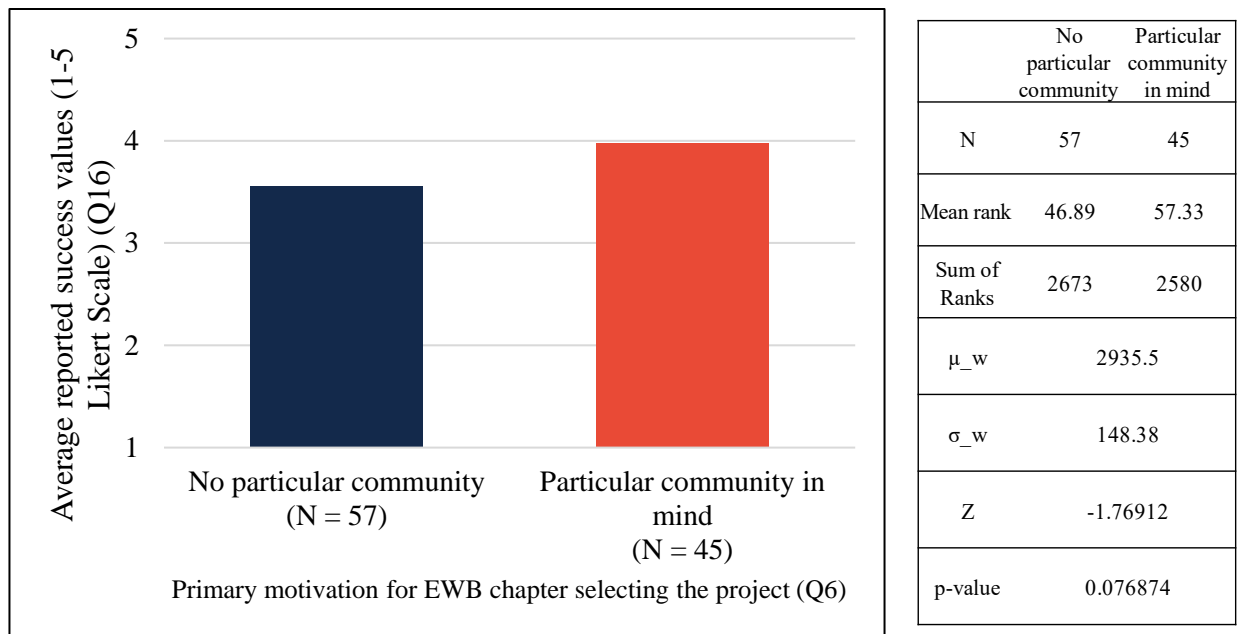 Average reported success values (1-5
Likert Scale) (Q16)
5
4
3
2
1
No particular community
(N = 57)
Particular community in
mind
(N = 45)
Primary motivation for EWB chapter selecting the project (Q6)
No
particular
community
Particular
community
in mind
N 57 45
Mean rank 46.89 57.33
Sum of
Ranks
2673 2580
μ_w 2935.5
σ_w 148.38
Z -1.76912
p-value 0.076874